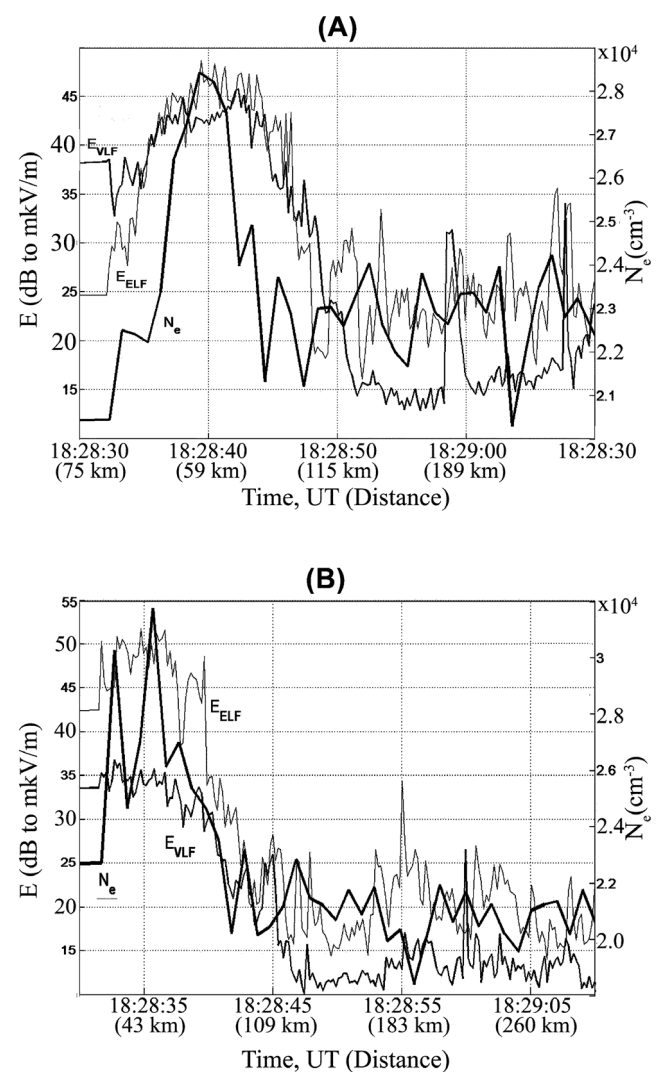 (A)
x10⁴
45
2.8
40
E_VLF
2.7
35
2.6
30
2.5
E_ELF
25
2.4
N_e
2.3
20
2.2
15
2.1
E (dB to mkV/m)
N_e(cm⁻³)
18:28:30 18:28:40 18:28:50 18:29:00 18:28:30
(75 km) (59 km) (115 km) (189 km)
Time, UT (Distance)
(B)
55
x10⁴
50
3
45
E_ELF
2.8
40
35
2.6
30
E_VLF
2.4
25
N_e
2.2
20
2.0
15
E (dB to mkV/m)
N_e(cm⁻³)
18:28:35 18:28:45 18:28:55 18:29:05
(43 km) (109 km) (183 km) (260 km)
Time, UT (Distance)